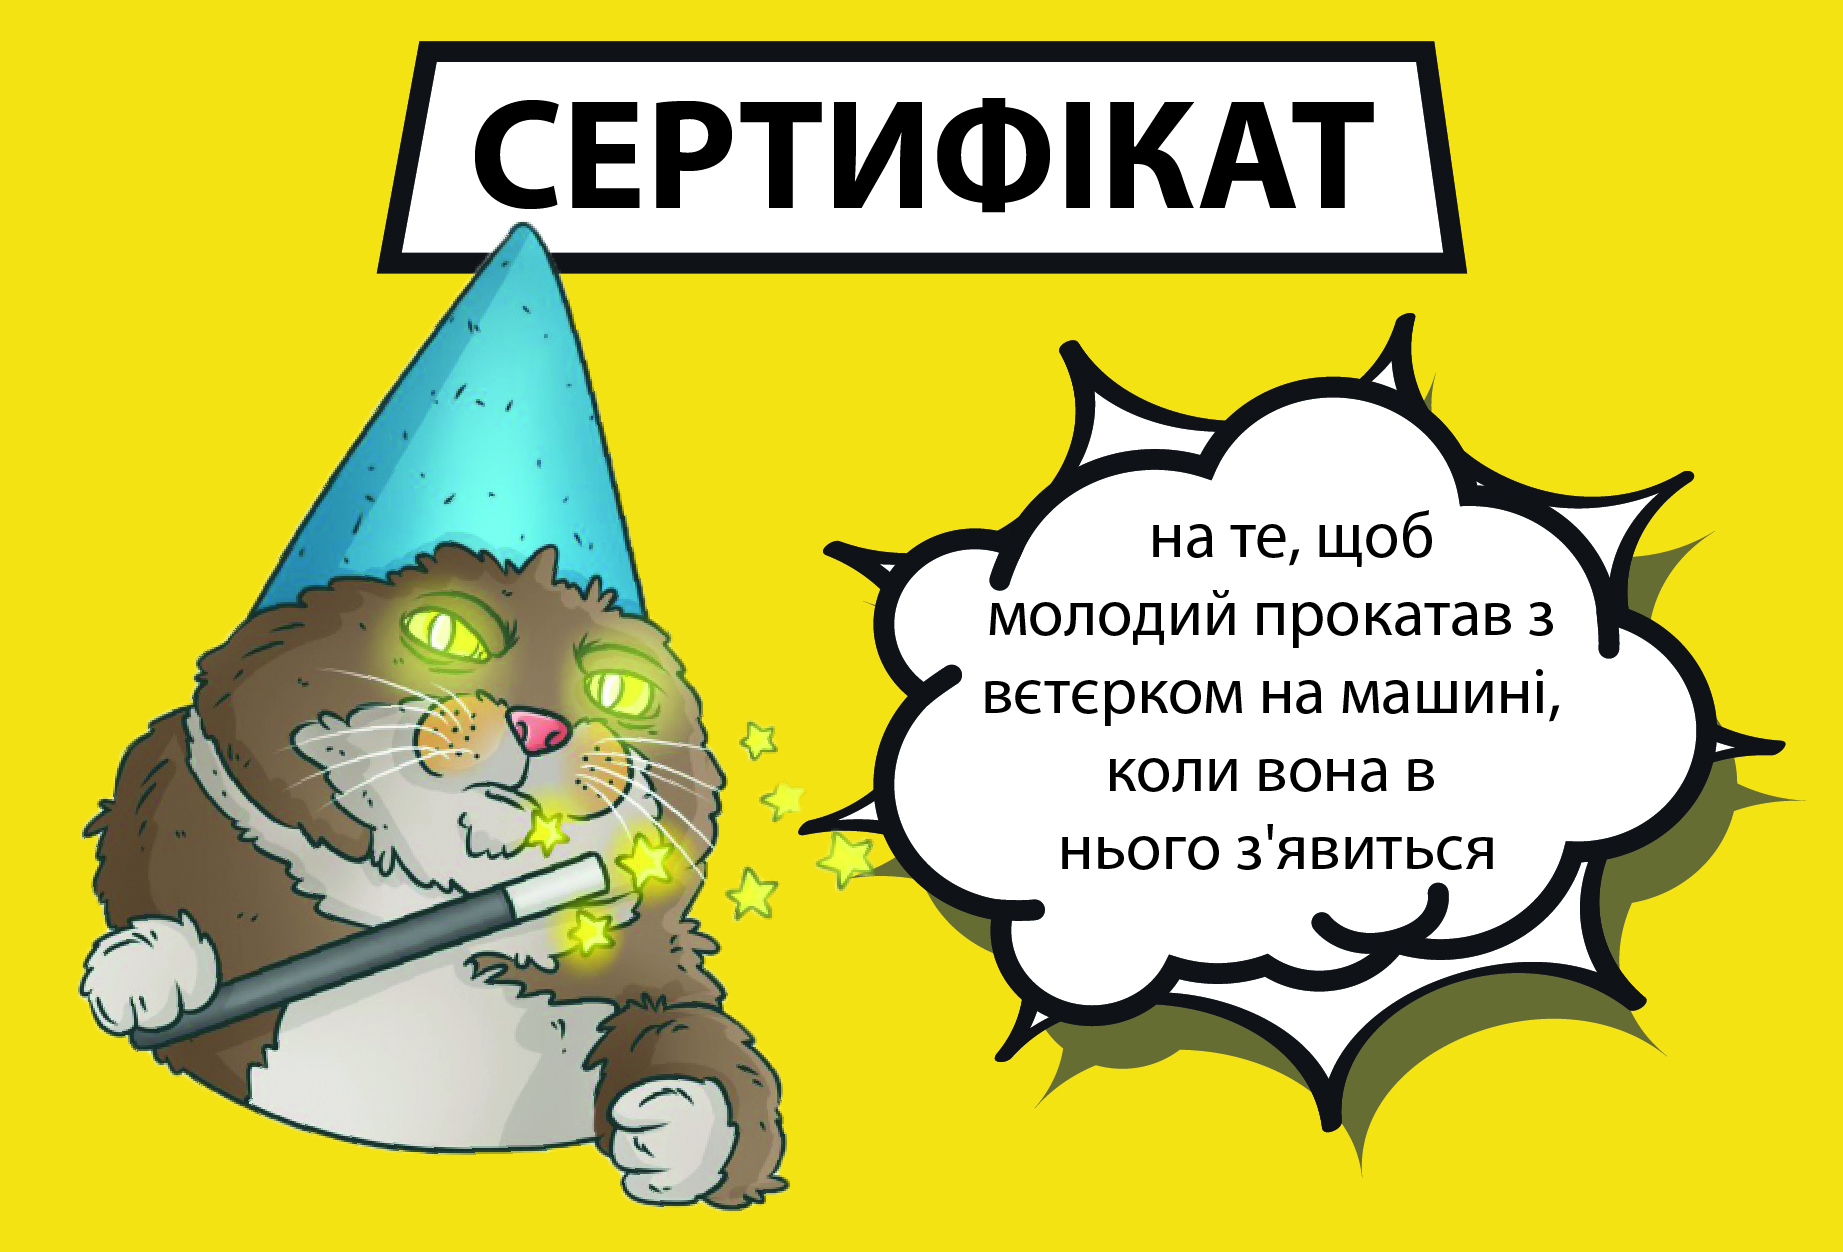 СЕРТИФІКАТ
на те, щоб
молодий прокатав з
вєтєрком на машині,
коли вона в
нього з'явиться